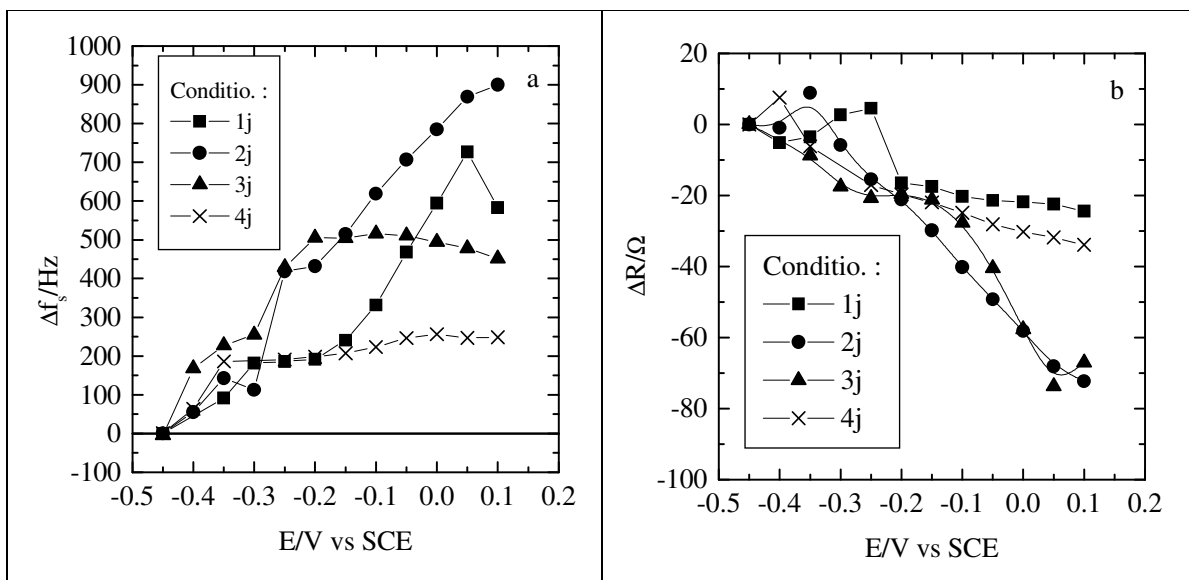 a
1000
900
800
700
600
500
400
300
200
100
0
-100
Δfs/Hz
Conditio. :
1j
2j
3j
4j
-0.5 -0.4 -0.3 -0.2 -0.1 0.0 0.1 0.2
E/V vs SCE
b
20
0
-20
-40
-60
-80
-100
ΔR/Ω
Conditio. :
1j
2j
3j
4j
-0.5 -0.4 -0.3 -0.2 -0.1 0.0 0.1 0.2
E/V vs SCE